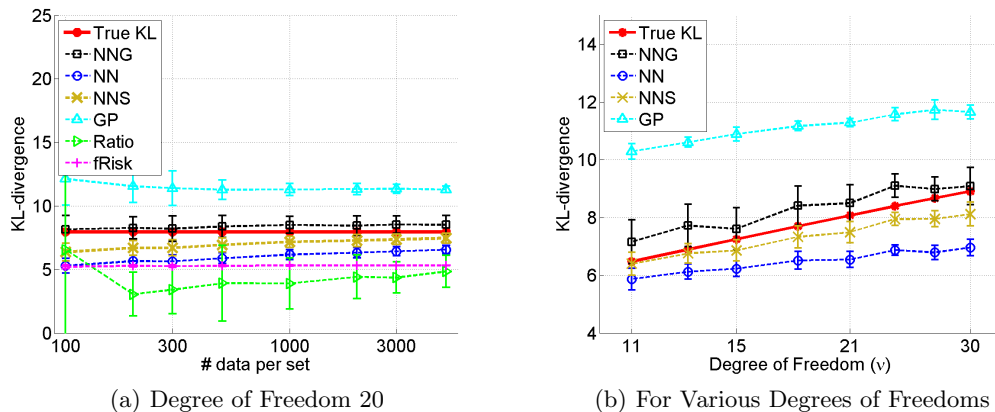 25
20
15
10
5
0
KL-divergence
True KL
NNG
NN
NNS
GP
Ratio
fRisk
100
300
1000
3000
# data per set
(a) Degree of Freedom 20
14
12
10
8
6
4
KL-divergence
True KL
NNG
NN
NNS
GP
11
15
21
30
Degree of Freedom (ν)
(b) For Various Degrees of Freedoms